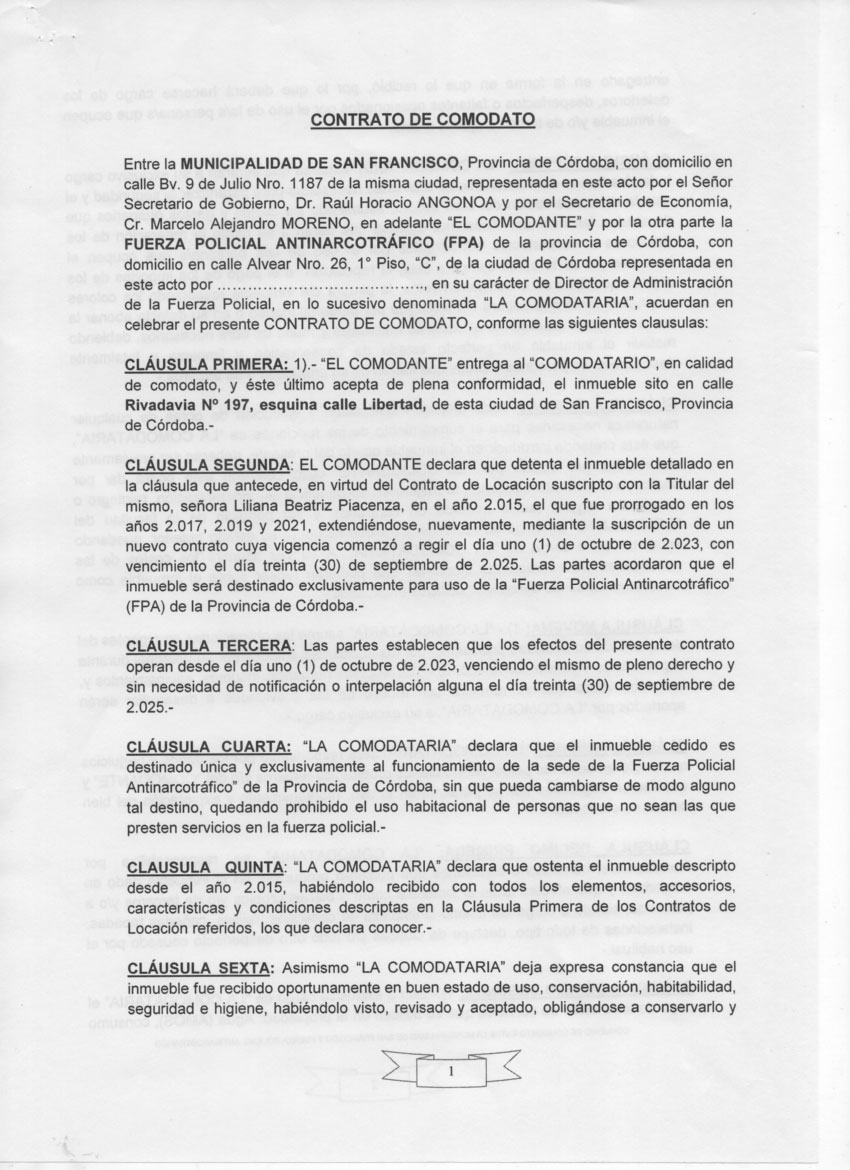 CONTRATO DE COMODATO
Entre la MUNICIPALIDAD DE SAN FRANCISCO, Provincia de Córdoba, con domicilio en
calle Bv. 9 de Julio Nro. 1187 de la misma ciudad, representada en este acto por el Señor
Secretario de Gobierno, Dr. Raúl Horacio ANGONOA y por el Secretario de Economía,
Cr. Marcelo Alejandro MORENO, en adelante “EL COMODANTE” y por la otra parte la
FUERZA POLICIAL ANTINARCOTRÁFICO (FPA) de la provincia de Córdoba, con
domicilio en calle Alvear Nro. 26, 1° Piso, “C”, de la ciudad de Córdoba representada en
este acto por ........................................, en su carácter de Director de Administración
de la Fuerza Policial, en lo sucesivo denominada “LA COMODATARIA”, acuerdan en
celebrar el presente CONTRATO DE COMODATO, conforme las siguientes clausulas:
CLÁUSULA PRIMERA: 1).- “EL COMODANTE” entrega al “COMODATARIO”, en calidad
de comodato, y éste último acepta de plena conformidad, el inmueble sito en calle
Rivadavia Nº 197, esquina calle Libertad, de esta ciudad de San Francisco, Provincia
de Córdoba.-
CLÁUSULA SEGUNDA: EL COMODANTE declara que detenta el inmueble detallado en
la cláusula que antecede, en virtud del Contrato de Locación suscripto con la Titular del
mismo, señora Liliana Beatriz Piacenza, en el año 2.015, el que fue prorrogado en los
años 2.017, 2.019 y 2021, extendiéndose, nuevamente, mediante la suscripción de un
nuevo contrato cuya vigencia comenzó a regir el día uno (1) de octubre de 2.023, con
vencimiento el día treinta (30) de septiembre de 2.025. Las partes acordaron que el
inmueble será destinado exclusivamente para uso de la “Fuerza Policial Antinarcotráfico”
(FPA) de la Provincia de Córdoba.-
CLÁUSULA TERCERA: Las partes establecen que los efectos del presente contrato
operan desde el día uno (1) de octubre de 2.023, venciendo el mismo de pleno derecho y
sin necesidad de notificación o interpelación alguna el día treinta (30) de septiembre de
2.025.-
CLÁUSULA CUARTA: “LA COMODATARIA” declara que el inmueble cedido es
destinado única y exclusivamente al funcionamiento de la sede de la Fuerza Policial
Antinarcotráfico” de la Provincia de Córdoba, sin que pueda cambiarse de modo alguno
tal destino, quedando prohibido el uso habitacional de personas que no sean las que
presten servicios en la fuerza policial.-
CLAUSULA QUINTA: “LA COMODATARIA” declara que ostenta el inmueble descripto
desde el año 2.015, habiéndolo recibido con todos los elementos, accesorios,
características y condiciones descriptas en la Cláusula Primera de los Contratos de
Locación referidos, los que declara conocer.-
CLÁUSULA SEXTA: Asimismo “LA COMODATARIA” deja expresa constancia que el
inmueble fue recibido oportunamente en buen estado de uso, conservación, habitabilidad,
seguridad e higiene, habiéndolo visto, revisado y aceptado, obligándose a conservarlo y
1